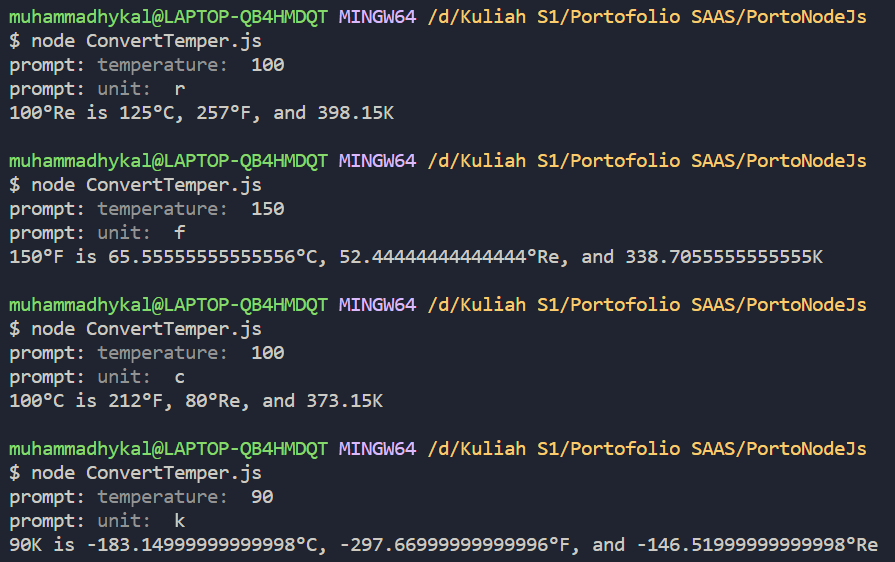 muhammadhykal@LAPTOP-QB4HMDQT MINGW64 /d/Kuliah S1/Portofolio SAAS/PortoNodeJs
$ node ConvertTemper.js
prompt: temperature:  100
prompt: unit:  r
100°Re is 125°C, 257°F, and 398.15K
muhammadhykal@LAPTOP-QB4HMDQT MINGW64 /d/Kuliah S1/Portofolio SAAS/PortoNodeJs
$ node ConvertTemper.js
prompt: temperature:  150
prompt: unit:  f
150°F is 65.55555555555556°C, 52.44444444444444°Re, and 338.7055555555555K
muhammadhykal@LAPTOP-QB4HMDQT MINGW64 /d/Kuliah S1/Portofolio SAAS/PortoNodeJs
$ node ConvertTemper.js
prompt: temperature:  100
prompt: unit:  c
100°C is 212°F, 80°Re, and 373.15K
muhammadhykal@LAPTOP-QB4HMDQT MINGW64 /d/Kuliah S1/Portofolio SAAS/PortoNodeJs
$ node ConvertTemper.js
prompt: temperature:  90
prompt: unit:  k
90K is -183.14999999999998°C, -297.66999999999996°F, and -146.51999999999998°Re